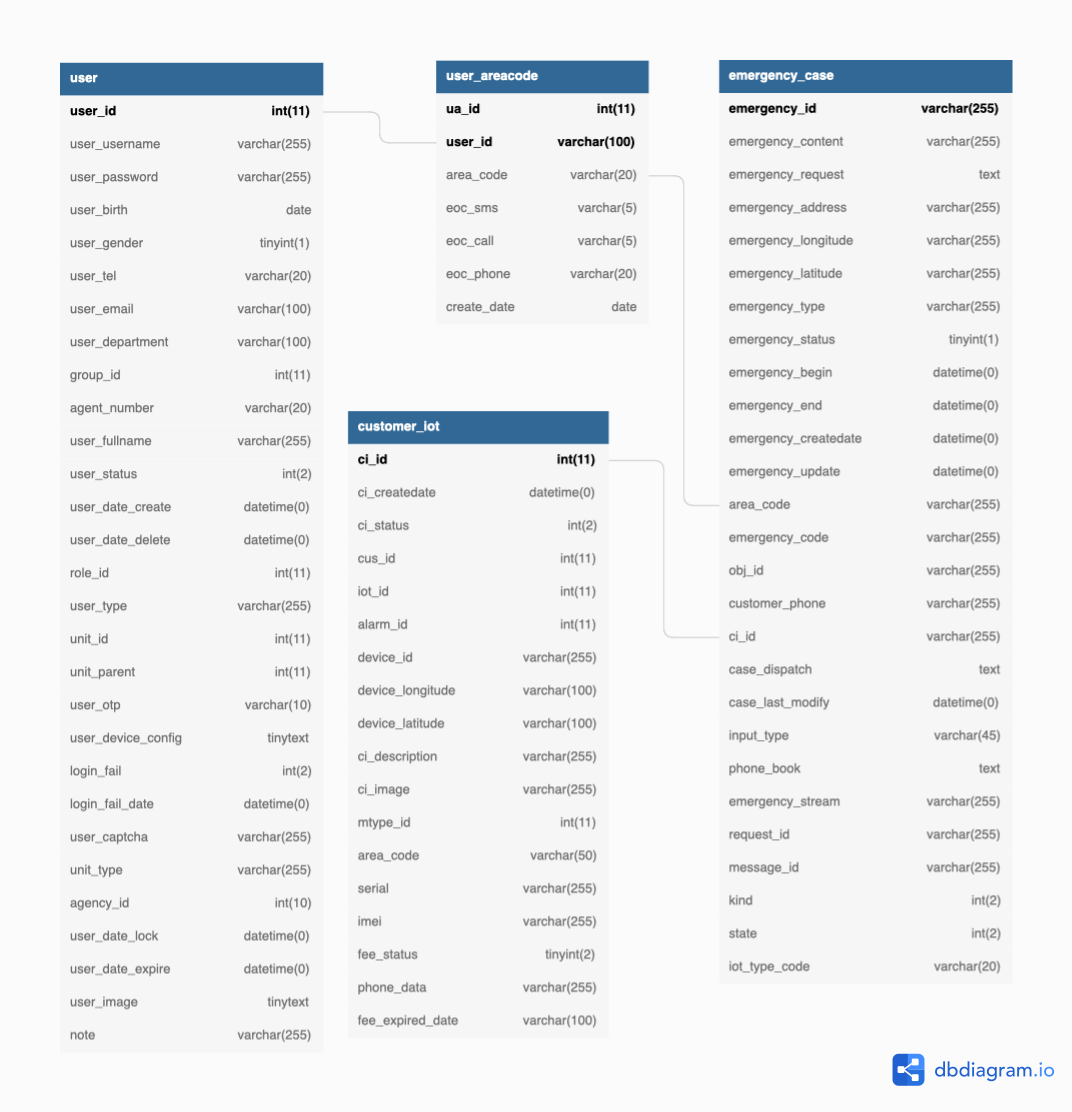 user
user_id int(11)
user_username varchar(255)
user_password varchar(255)
user_birth date
user_gender tinyint(1)
user_tel varchar(20)
user_email varchar(100)
user_department varchar(100)
group_id int(11)
agent_number varchar(20)
user_fullname varchar(255)
user_status int(2)
user_date_create datetime(0)
user_date_delete datetime(0)
role_id int(11)
user_type varchar(255)
unit_id int(11)
unit_parent int(11)
user_otp varchar(10)
user_device_config tinytext
login_fail int(2)
login_fail_date datetime(0)
user_captcha varchar(255)
unit_type varchar(255)
agency_id int(10)
user_date_lock datetime(0)
user_date_expire datetime(0)
user_image tinytext
note varchar(255)
user_areacode
ua_id int(11)
user_id varchar(100)
area_code varchar(20)
eoc_sms varchar(5)
eoc_call varchar(5)
eoc_phone varchar(20)
create_date date
customer_iot
ci_id int(11)
ci_createdate datetime(0)
ci_status int(2)
cus_id int(11)
iot_id int(11)
alarm_id int(11)
device_id varchar(255)
device_longitude varchar(100)
device_latitude varchar(100)
ci_description varchar(255)
ci_image varchar(255)
mtype_id int(11)
area_code varchar(50)
serial varchar(255)
imei varchar(255)
fee_status tinyint(2)
phone_data varchar(255)
fee_expired_date varchar(100)
emergency_case
emergency_id varchar(255)
emergency_content varchar(255)
emergency_request text
emergency_address varchar(255)
emergency_longitude varchar(255)
emergency_latitude varchar(255)
emergency_type varchar(255)
emergency_status tinyint(1)
emergency_begin datetime(0)
emergency_end datetime(0)
emergency_createdate datetime(0)
emergency_update datetime(0)
area_code varchar(255)
emergency_code varchar(255)
obj_id varchar(255)
customer_phone varchar(255)
ci_id varchar(255)
case_dispatch text
case_last_modify datetime(0)
input_type varchar(45)
phone_book text
emergency_stream varchar(255)
request_id varchar(255)
message_id varchar(255)
kind int(2)
state int(2)
iot_type_code varchar(20)
dbdiagram.io